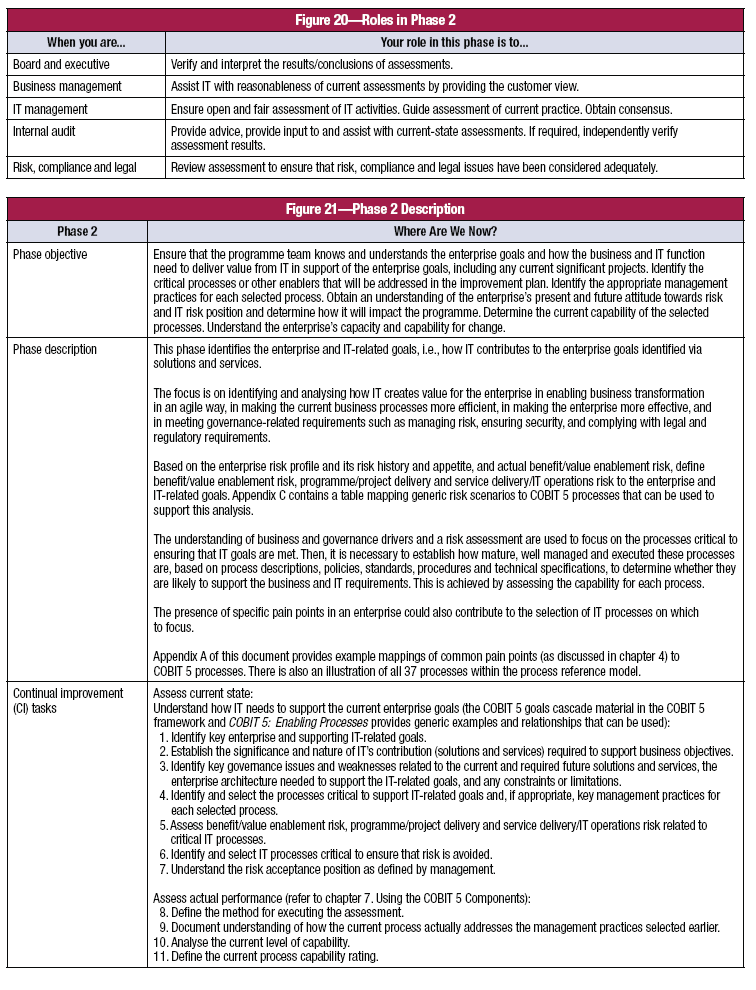 Figure 20—Roles in Phase 2
When you are... Your role in this phase is to...
Board and executive Verify and interpret the results/conclusions of assessments.
Business management Assist IT with reasonableness of current assessments by providing the customer view.
IT management Ensure open and fair assessment of IT activities. Guide assessment of current practice. Obtain consensus.
Internal audit Provide advice, provide input to and assist with current-state assessments. If required, independently verify
assessment results.
Risk, compliance and legal Review assessment to ensure that risk, compliance and legal issues have been considered adequately.
Figure 21—Phase 2 Description
Phase 2 Where Are We Now?
Phase objective Ensure that the programme team knows and understands the enterprise goals and how the business and IT function
need to deliver value from IT in support of the enterprise goals, including any current significant projects. Identify the
critical processes or other enablers that will be addressed in the improvement plan. Identify the appropriate management
practices for each selected process. Obtain an understanding of the enterprise's present and future attitude towards risk
and IT risk position and determine how it will impact the programme. Determine the current capability of the selected
processes. Understand the enterprise's capacity and capability for change.
Phase description This phase identifies the enterprise and IT-related goals, i.e., how IT contributes to the enterprise goals identified via
solutions and services.
The focus is on identifying and analysing how IT creates value for the enterprise in enabling business transformation
in an agile way, in making the current business processes more efficient, in making the enterprise more effective, and
in meeting governance-related requirements such as managing risk, ensuring security, and complying with legal and
regulatory requirements.
Based on the enterprise risk profile and its risk history and appetite, and actual benefit/value enablement risk, define
benefit/value enablement risk, programme/project delivery and service delivery/IT operations risk to the enterprise and
IT-related goals. Appendix C contains a table mapping generic risk scenarios to COBIT 5 processes that can be used to
support this analysis.
The understanding of business and governance drivers and a risk assessment are used to focus on the processes critical to
ensuring that IT goals are met. Then, it is necessary to establish how mature, well managed and executed these processes
are, based on process descriptions, policies, standards, procedures and technical specifications, to determine whether they
are likely to support the business and IT requirements. This is achieved by assessing the capability for each process.
The presence of specific pain points in an enterprise could also contribute to the selection of IT processes on which
to focus.
Appendix A of this document provides example mappings of common pain points (as discussed in chapter 4) to
COBIT 5 processes. There is also an illustration of all 37 processes within the process reference model.
Continual improvement Assess current state:
(CI) tasks Understand how IT needs to support the current enterprise goals (the COBIT 5 goals cascade material in the COBIT 5
framework and COBIT 5: Enabling Processes provides generic examples and relationships that can be used):
1. Identify key enterprise and supporting IT-related goals.
2. Establish the significance and nature of IT's contribution (solutions and services) required to support business objectives.
3. Identify key governance issues and weaknesses related to the current and required future solutions and services, the
enterprise architecture needed to support the IT-related goals, and any constraints or limitations.
4. Identify and select the processes critical to support IT-related goals and, if appropriate, key management practices for
each selected process.
5. Assess benefit/value enablement risk, programme/project delivery and service delivery/IT operations risk related to
critical IT processes.
6. Identify and select IT processes critical to ensure that risk is avoided.
7. Understand the risk acceptance position as defined by management.
Assess actual performance (refer to chapter 7. Using the COBIT 5 Components):
8. Define the method for executing the assessment.
9. Document understanding of how the current process actually addresses the management practices selected earlier.
10. Analyse the current level of capability.
11. Define the current process capability rating.